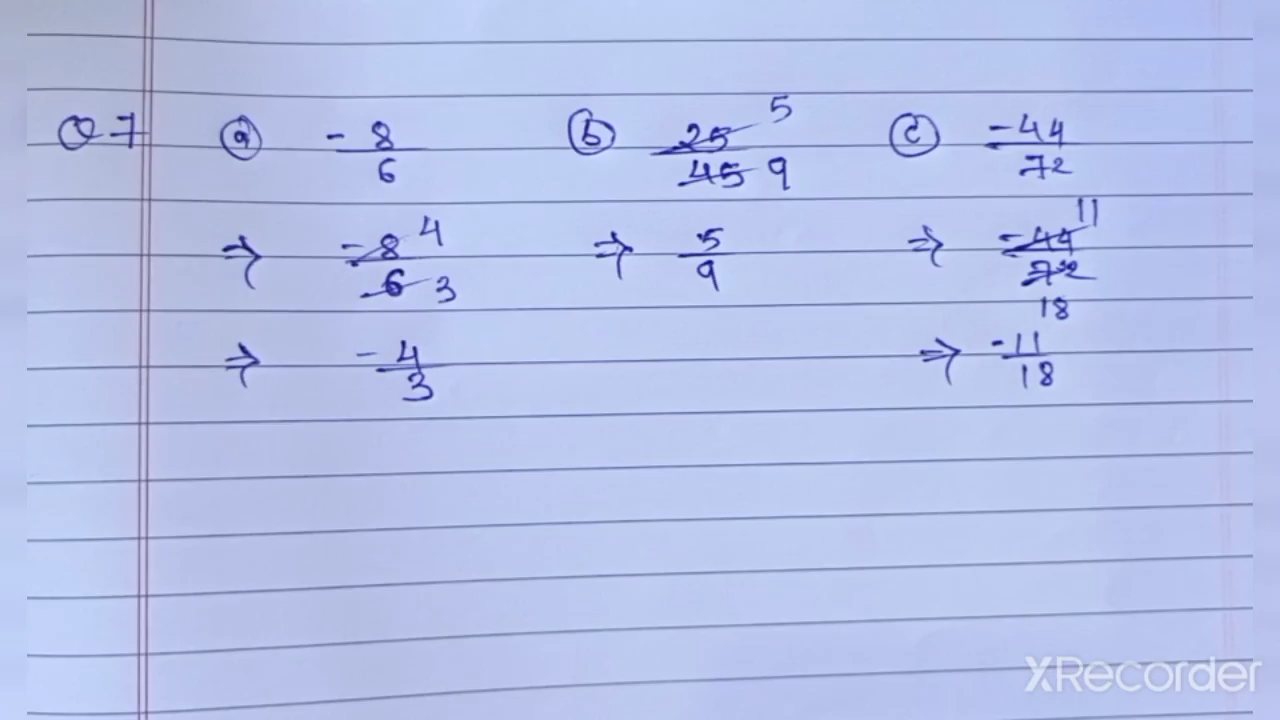 Q 7 (a) -8/6 (b) 25/45 5 9 (c) -44/72
⇒ -8/6 4 3 ⇒ 5/9 ⇒ -44/72 11 18
⇒ -4/3 ⇒ -11/18
XRecorder